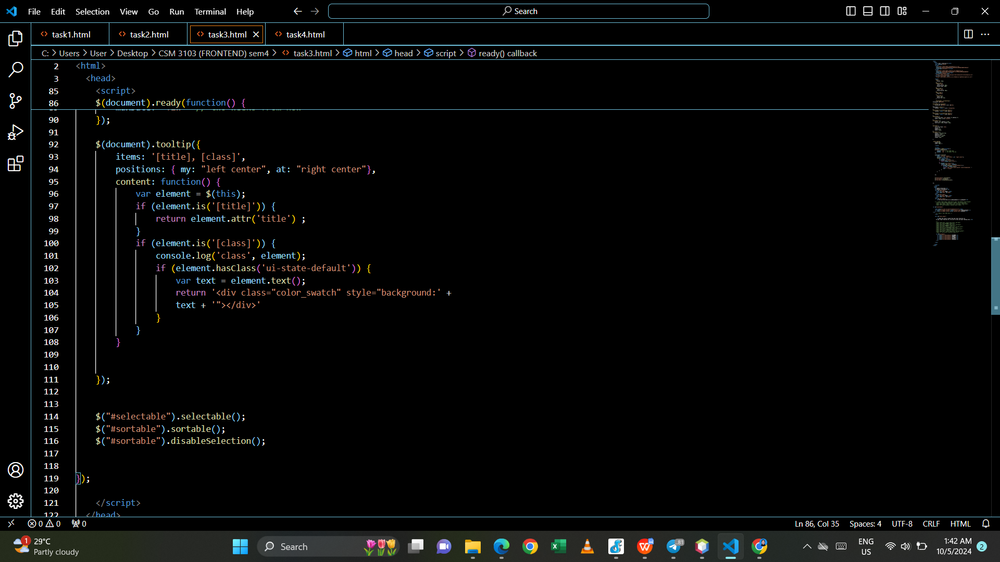 File Edit Selection View Go Run Terminal Help Search
task1.html task2.html task3.html task4.html
C: > Users > User > Desktop > CSM 3103 (FRONTEND) sem4 > task3.html > html > head > script > ready() callback
2 <html>
3 <head>
85 <script>
86 $(document).ready(function() {
90 });
91
92 $(document).tooltip({
93 items: '[title], [class]',
94 positions: { my: "left center", at: "right center"},
95 content: function() {
96 var element = $(this);
97 if (element.is('[title]')) {
98 return element.attr('title') ;
99 }
100 if (element.is('[class]')) {
101 console.log('class', element);
102 if (element.hasClass('ui-state-default')) {
103 var text = element.text();
104 return '<div class="color_swatch" style="background:' +
105 text + '"></div>'
106 }
107 }
108 }
109
110
111 });
112
113
114 $("#selectable").selectable();
115 $("#sortable").sortable();
116 $("#sortable").disableSelection();
117
118
119 });
120
121 </script>
122 </head>
0 0 0 Ln 86, Col 35 Spaces: 4 UTF-8 CRLF HTML
1 29°C
Partly cloudy
Search
81
ENG
US
1:42 AM
10/5/2024
2